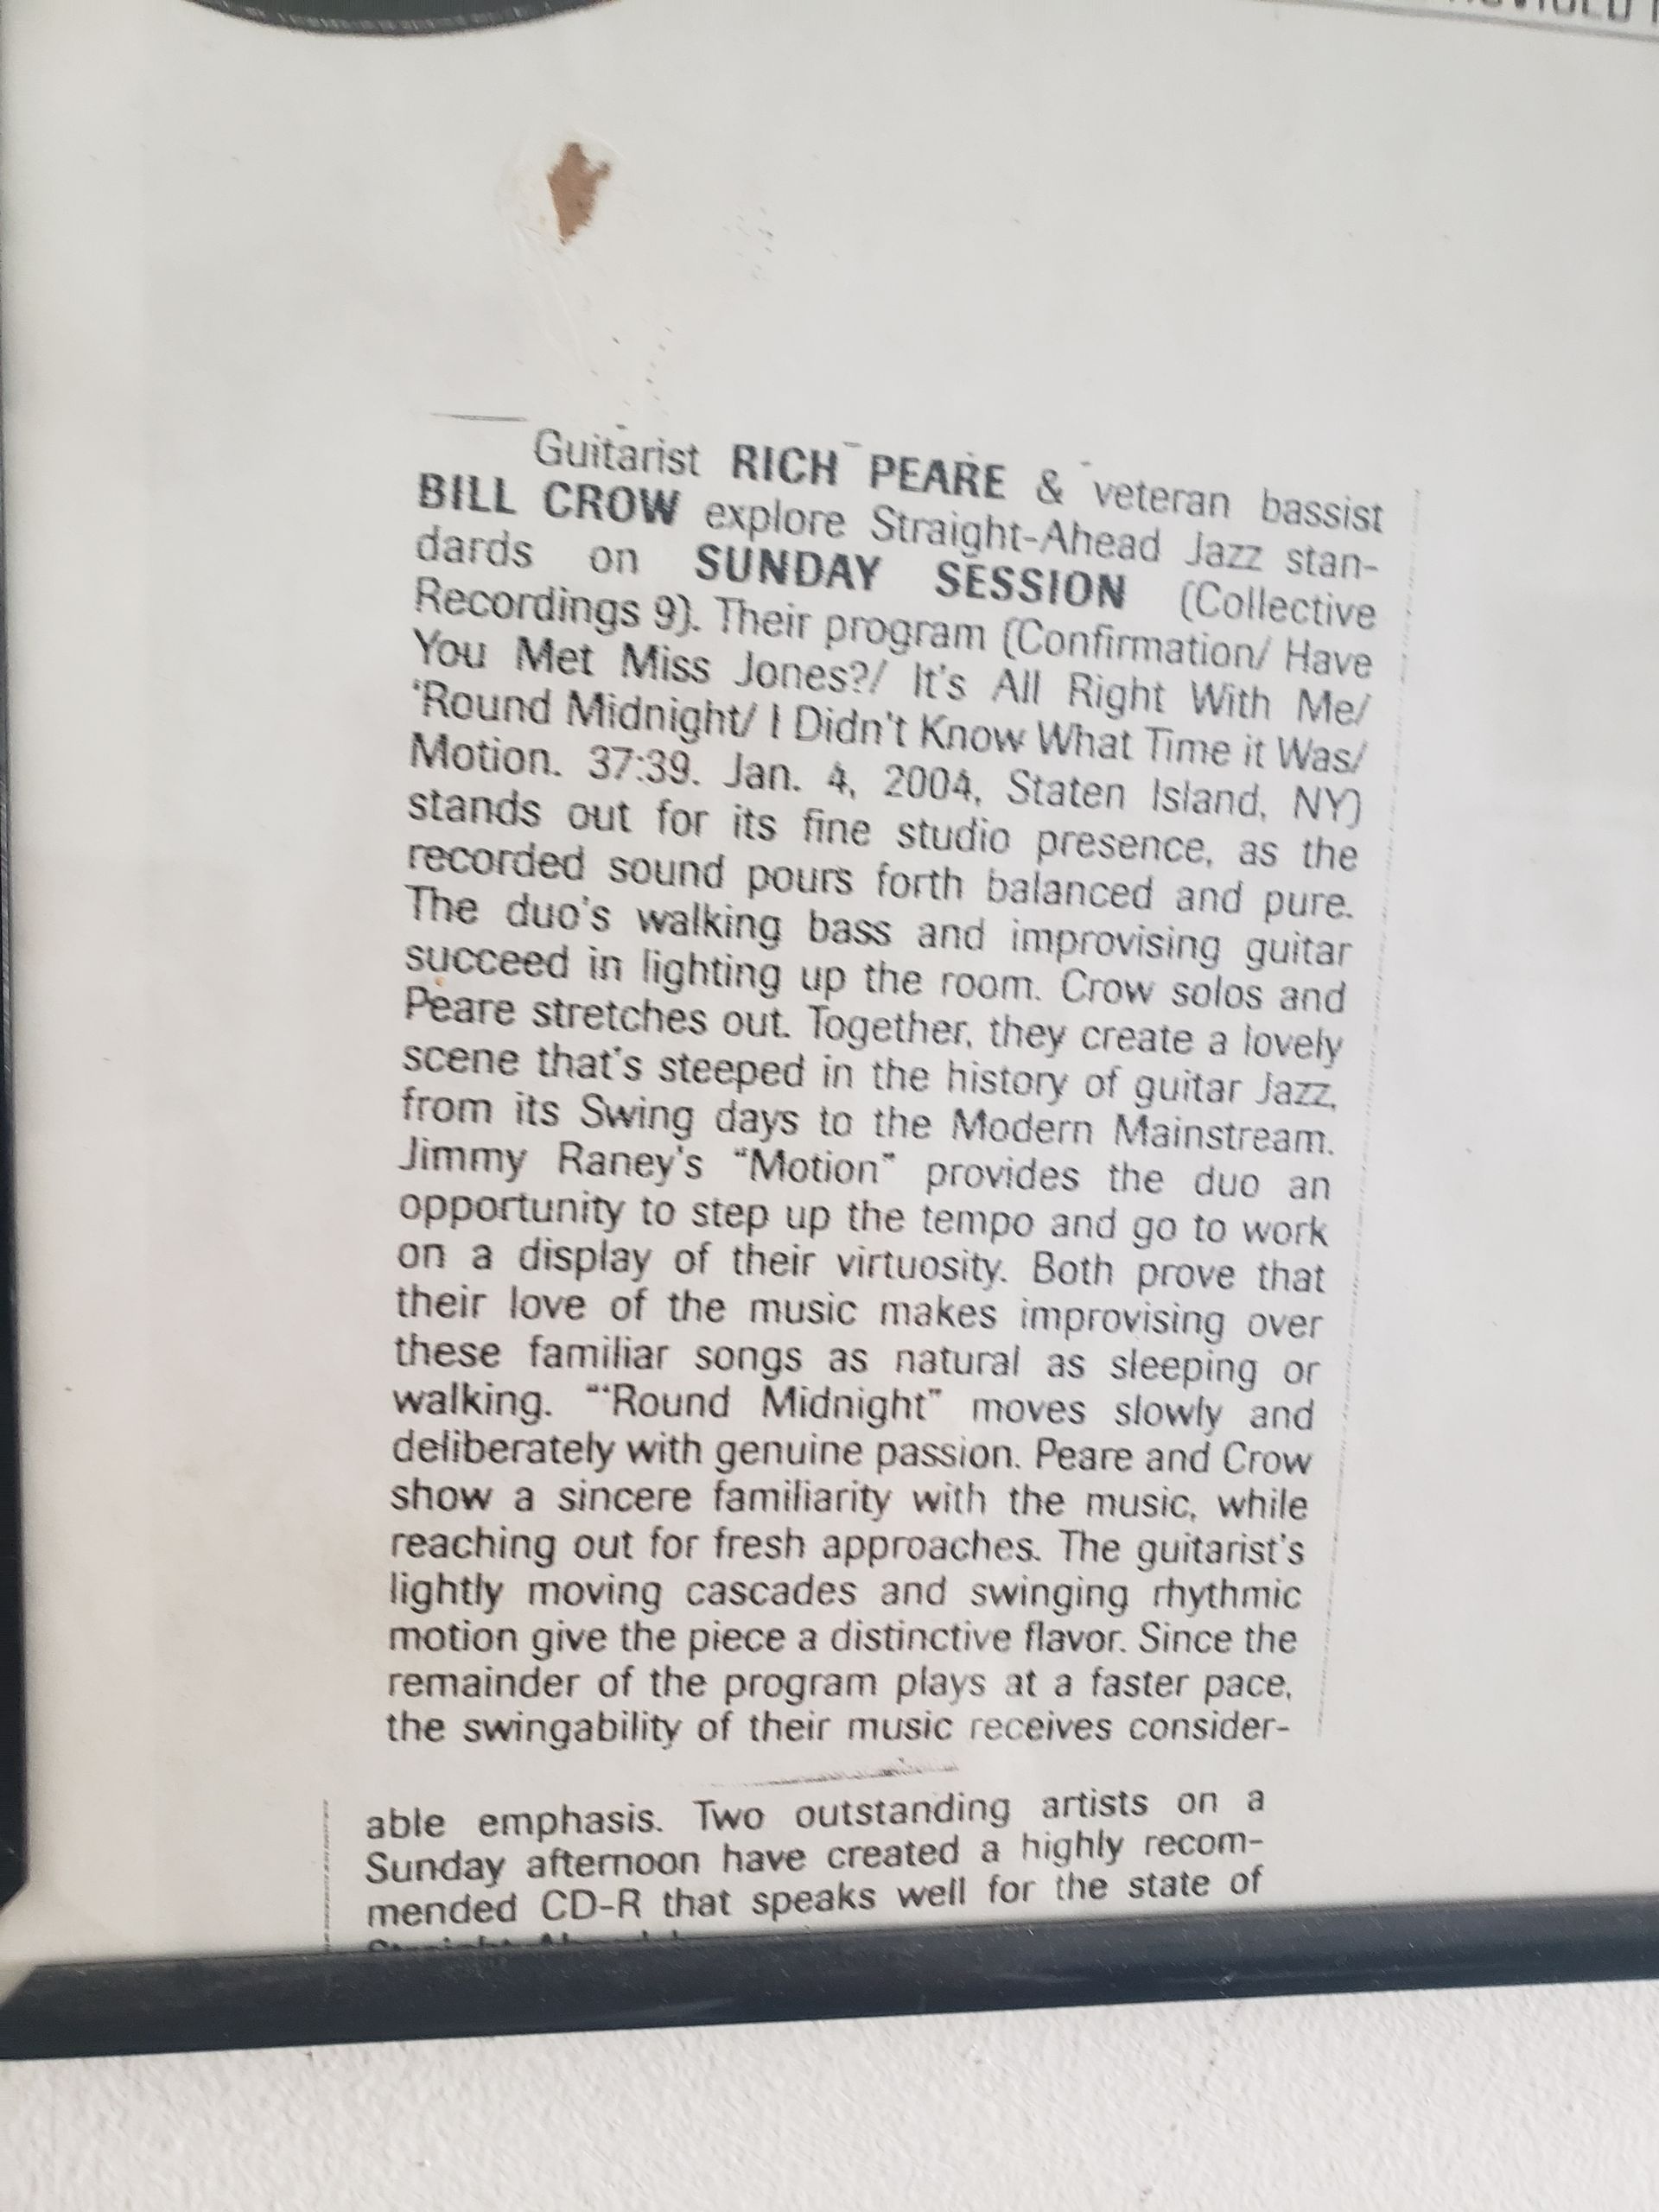 Guitarist RICH PEARE & veteran bassist
BILL CROW explore Straight-Ahead Jazz stan-
dards on SUNDAY SESSION (Collective
Recordings 9). Their program (Confirmation/ Have
You Met Miss Jones?/ It's All Right With Me/
'Round Midnight/ I Didn't Know What Time it Was/
Motion. 37:39. Jan. 4, 2004, Staten Island, NY)
stands out for its fine studio presence, as the
recorded sound pours forth balanced and pure.
The duo's walking bass and improvising guitar
succeed in lighting up the room. Crow solos and
Peare stretches out. Together, they create a lovely
scene that's steeped in the history of guitar Jazz,
from its Swing days to the Modern Mainstream.
Jimmy Raney's “Motion” provides the duo an
opportunity to step up the tempo and go to work
on a display of their virtuosity. Both prove that
their love of the music makes improvising over
these familiar songs as natural as sleeping or
walking. “‘Round Midnight” moves slowly and
deliberately with genuine passion. Peare and Crow
show a sincere familiarity with the music, while
reaching out for fresh approaches. The guitarist's
lightly moving cascades and swinging rhythmic
motion give the piece a distinctive flavor. Since the
remainder of the program plays at a faster pace,
the swingability of their music receives consider-
able emphasis. Two outstanding artists on a
Sunday afternoon have created a highly recom-
mended CD-R that speaks well for the state of